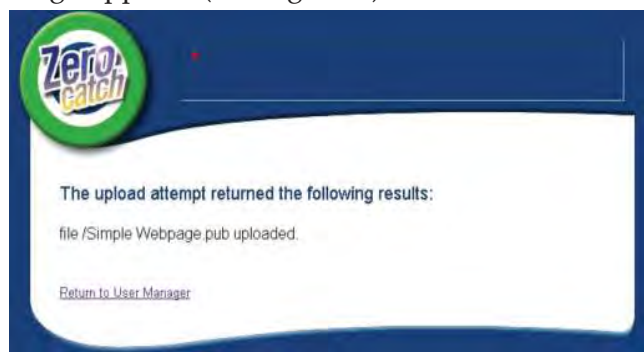 Zero
catch
The upload attempt returned the following results:
file /Simple Webpage.pub uploaded.
Return to User Manager